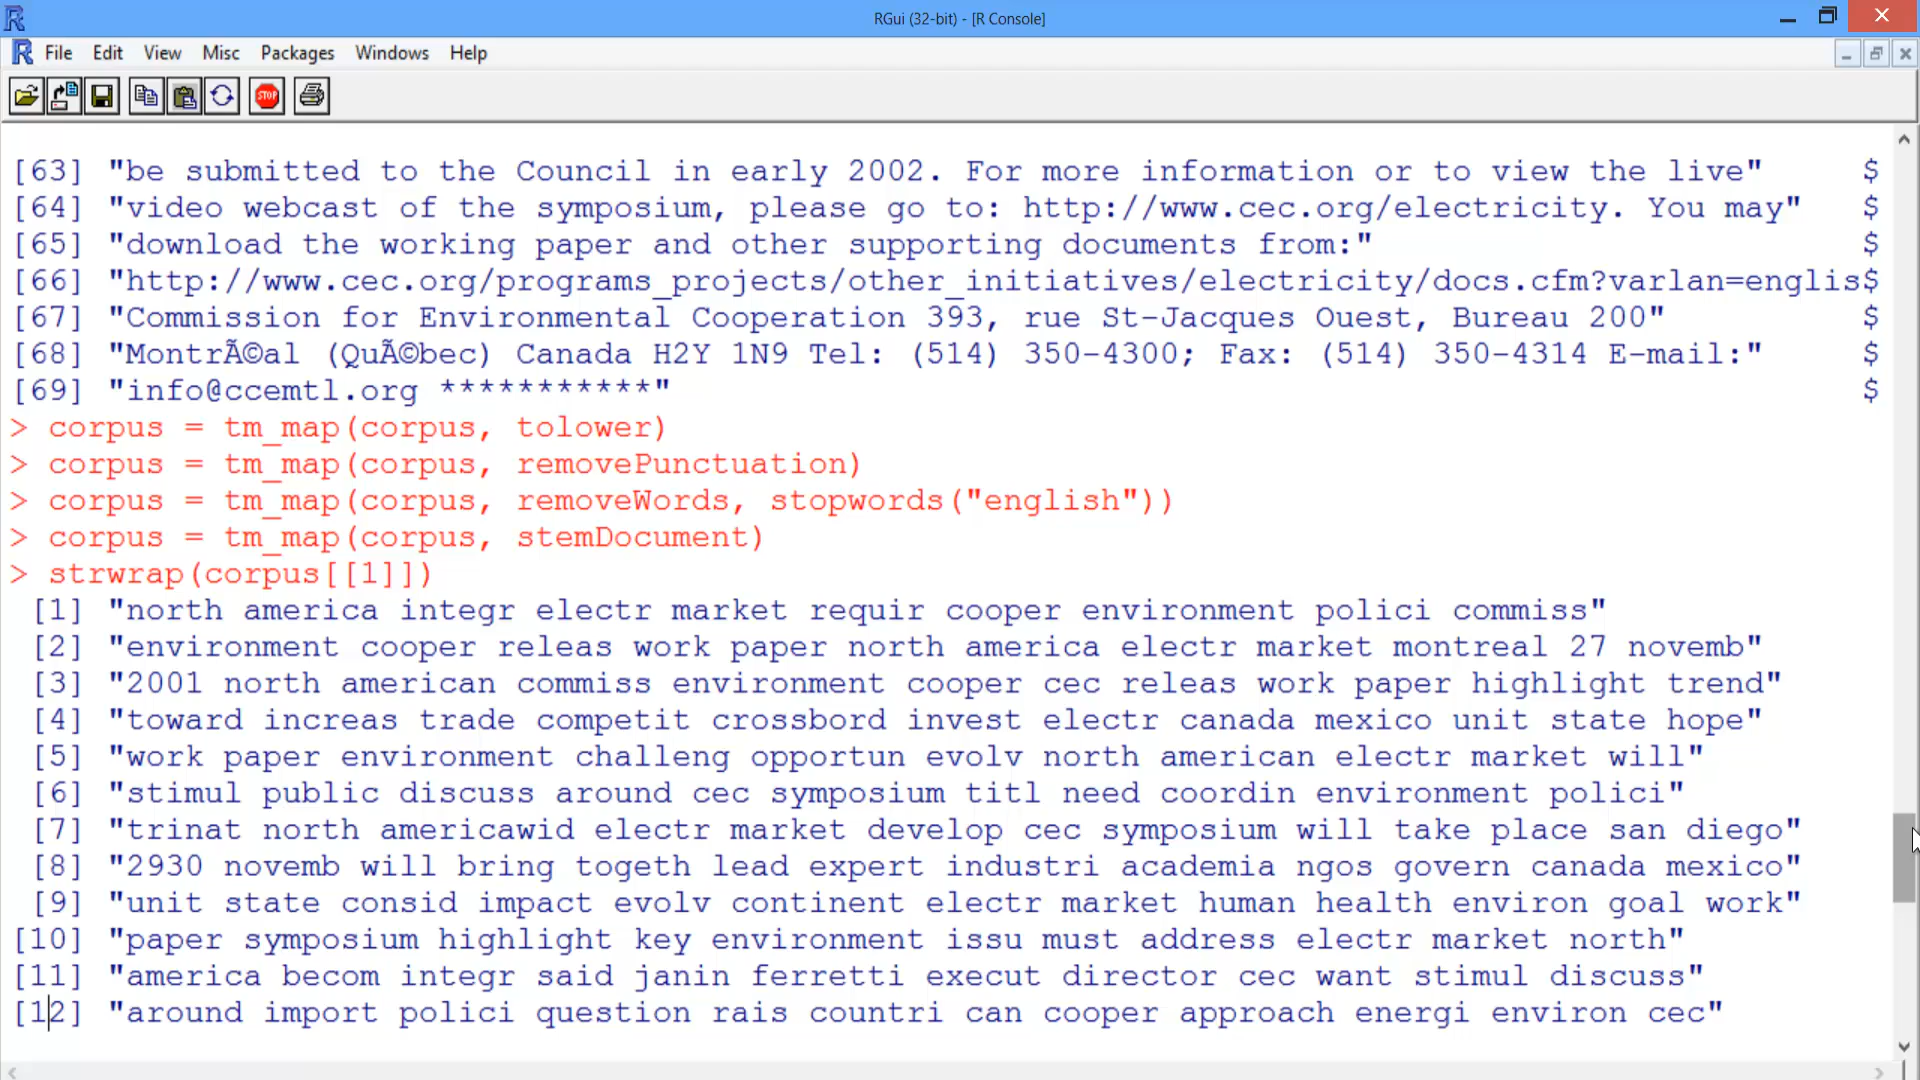 RGui (32-bit) - [R Console]
File Edit View Misc Packages Windows Help
STOP
[63] "be submitted to the Council in early 2002. For more information or to view the live" $
[64] "video webcast of the symposium, please go to: http://www.cec.org/electricity. You may" $
[65] "download the working paper and other supporting documents from:" $
[66] "http://www.cec.org/programs_projects/other_initiatives/electricity/docs.cfm?varlan=englis$
[67] "Commission for Environmental Cooperation 393, rue St-Jacques Ouest, Bureau 200" $
[68] "MontrÃ©al (QuÃ©bec) Canada H2Y 1N9 Tel: (514) 350-4300; Fax: (514) 350-4314 E-mail:" $
[69] "info@ccemtl.org ***********" $
> corpus = tm_map(corpus, tolower)
> corpus = tm_map(corpus, removePunctuation)
> corpus = tm_map(corpus, removeWords, stopwords("english"))
> corpus = tm_map(corpus, stemDocument)
> strwrap(corpus[[1]])
[1] "north america integr electr market requir cooper environment polici commiss"
[2] "environment cooper releas work paper north america electr market montreal 27 novemb"
[3] "2001 north american commiss environment cooper cec releas work paper highlight trend"
[4] "toward increas trade competit crossbord invest electr canada mexico unit state hope"
[5] "work paper environment challeng opportun evolv north american electr market will"
[6] "stimul public discuss around cec symposium titl need coordin environment polici"
[7] "trinat north americawid electr market develop cec symposium will take place san diego"
[8] "2930 novemb will bring togeth lead expert industri academia ngos govern canada mexico"
[9] "unit state consid impact evolv continent electr market human health environ goal work"
[10] "paper symposium highlight key environment issu must address electr market north"
[11] "america becom integr said janin ferretti execut director cec want stimul discuss"
[12] "around import polici question rais countri can cooper approach energi environ cec"